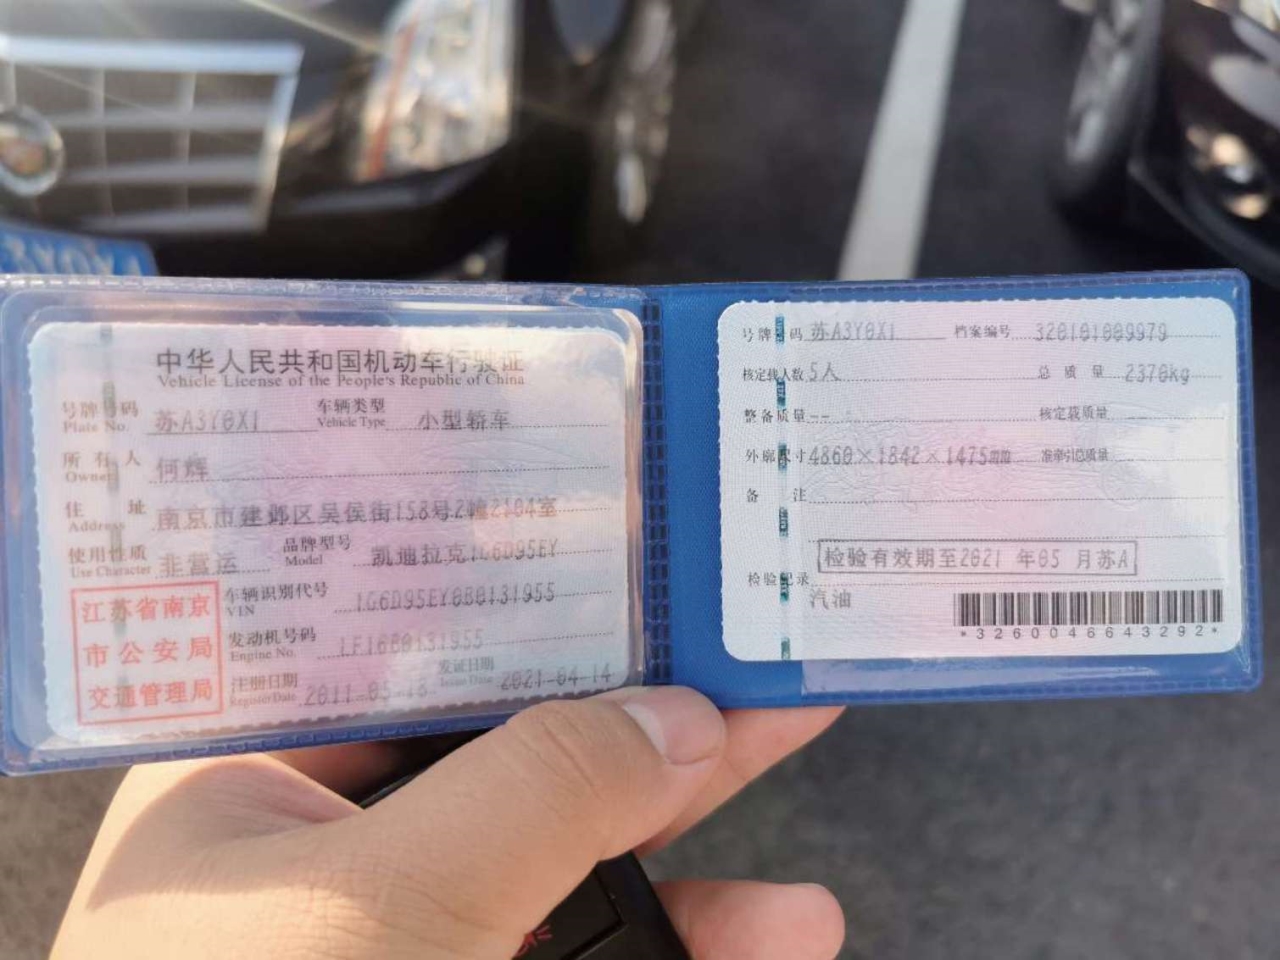 中华人民共和国机动车行驶证
Vehicle License of the People's Republic of China
号牌号码 Plate No. 苏A3Y0X1 车辆类型 Vehicle Type 小型轿车
所有人 Owner 何辉
住址 Address 南京市建邺区吴侯街158号2幢2104室
使用性质 Use Character 非营运 品牌型号 Model 凯迪拉克1G6D95EY
江苏省南京
市公安局
交通管理局
车辆识别代号 VIN 1G6D95EY0B0131955
发动机号码 Engine No.
注册日期 Register Date 2011-05-18 发证日期 Issue Date 2021-04-14
号牌号码 苏A3Y0X1 档案编号 320101009979
核定载人数 5人 总质量 2370kg
整备质量 -- 核定载质量
外廓尺寸 4860×1842×1475mm 准牵引总质量
备注
检验有效期至2021年05月苏A
检验记录
汽油
*3260046643292*